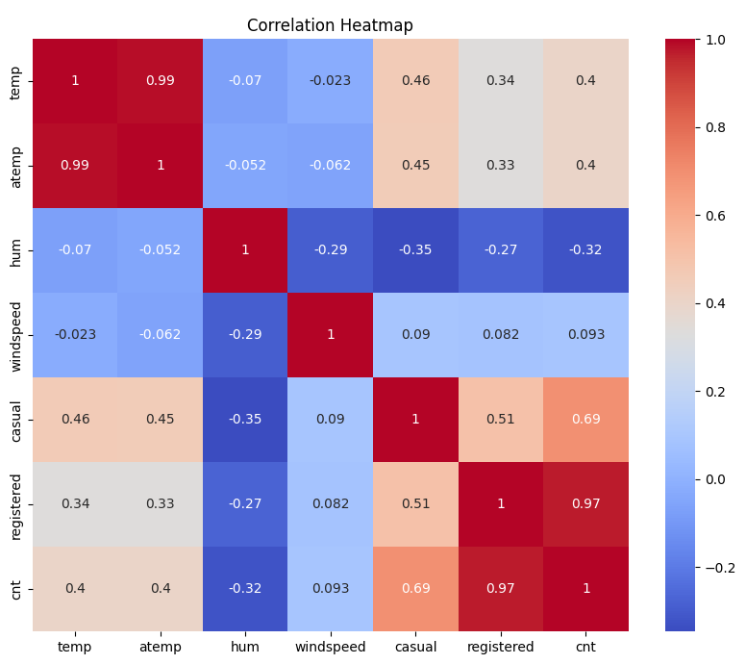 Correlation Heatmap
temp 1 0.99 -0.07 -0.023 0.46 0.34 0.4
atemp 0.99 1 -0.052 -0.062 0.45 0.33 0.4
hum -0.07 -0.052 1 -0.29 -0.35 -0.27 -0.32
windspeed -0.023 -0.062 -0.29 1 0.09 0.082 0.093
casual 0.46 0.45 -0.35 0.09 1 0.51 0.69
registered 0.34 0.33 -0.27 0.082 0.51 1 0.97
cnt 0.4 0.4 -0.32 0.093 0.69 0.97 1
temp atemp hum windspeed casual registered cnt
1.0
0.8
0.6
0.4
0.2
0.0
−0.2